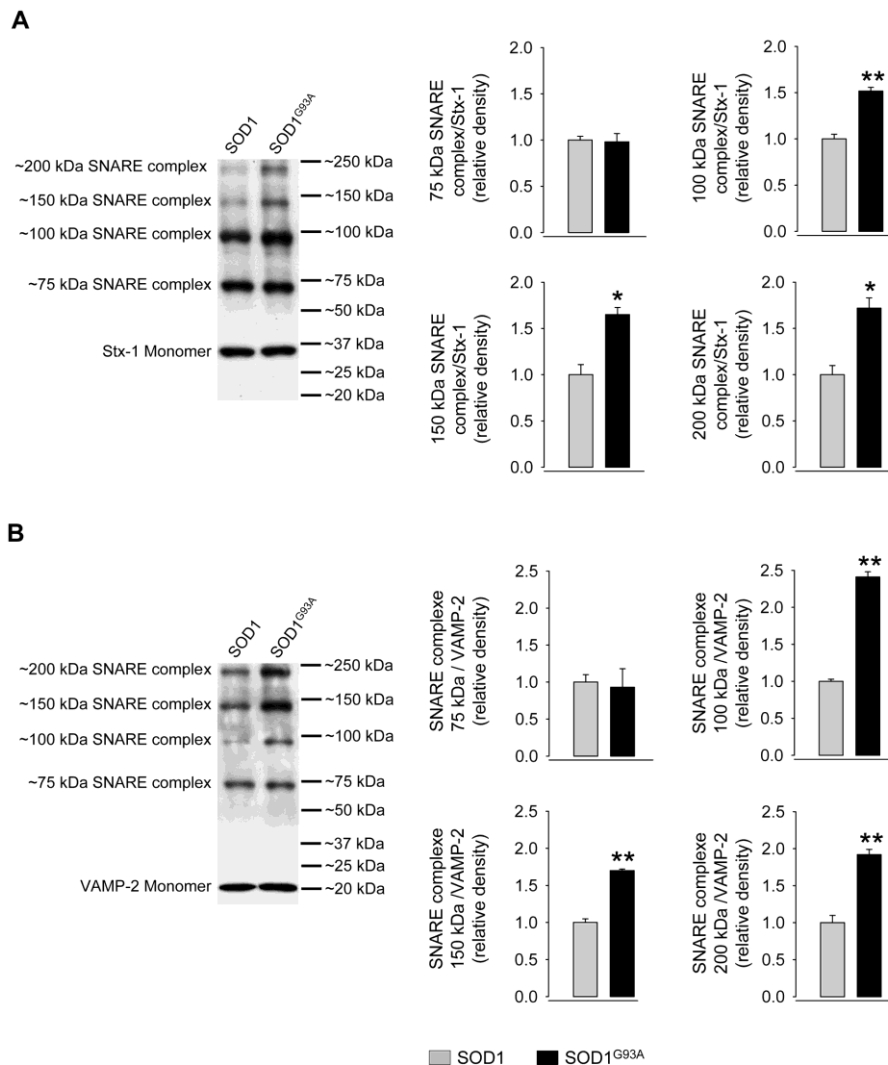 A
SOD1
SOD1G93A
~200 kDa SNARE complex
~150 kDa SNARE complex
~100 kDa SNARE complex
~75 kDa SNARE complex
Stx-1 Monomer
~250 kDa
~150 kDa
~100 kDa
~75 kDa
~50 kDa
~37 kDa
~25 kDa
~20 kDa
75 kDa SNARE
complex/Stx-1
(relative density)
2.0
1.5
1.0
0.5
0.0
100 kDa SNARE
complex/Stx-1
(relative density)
2.0
1.5
1.0
0.5
0.0
**
150 kDa SNARE
complex/Stx-1
(relative density)
2.0
1.5
1.0
0.5
0.0
*
200 kDa SNARE
complex/Stx-1
(relative density)
2.0
1.5
1.0
0.5
0.0
*
B
SOD1
SOD1G93A
~200 kDa SNARE complex
~150 kDa SNARE complex
~100 kDa SNARE complex
~75 kDa SNARE complex
VAMP-2 Monomer
~250 kDa
~150 kDa
~100 kDa
~75 kDa
~50 kDa
~37 kDa
~25 kDa
~20 kDa
SNARE complexe
75 kDa / VAMP-2
(relative density)
2.5
2.0
1.5
1.0
0.5
0.0
SNARE complexe
100 kDa /VAMP-2
(relative density)
2.5
2.0
1.5
1.0
0.5
0.0
**
SNARE complexe
150 kDa /VAMP-2
(relative density)
2.5
2.0
1.5
1.0
0.5
0.0
**
SNARE complexe
200 kDa /VAMP-2
(relative density)
2.5
2.0
1.5
1.0
0.5
0.0
**
SOD1
SOD1G93A